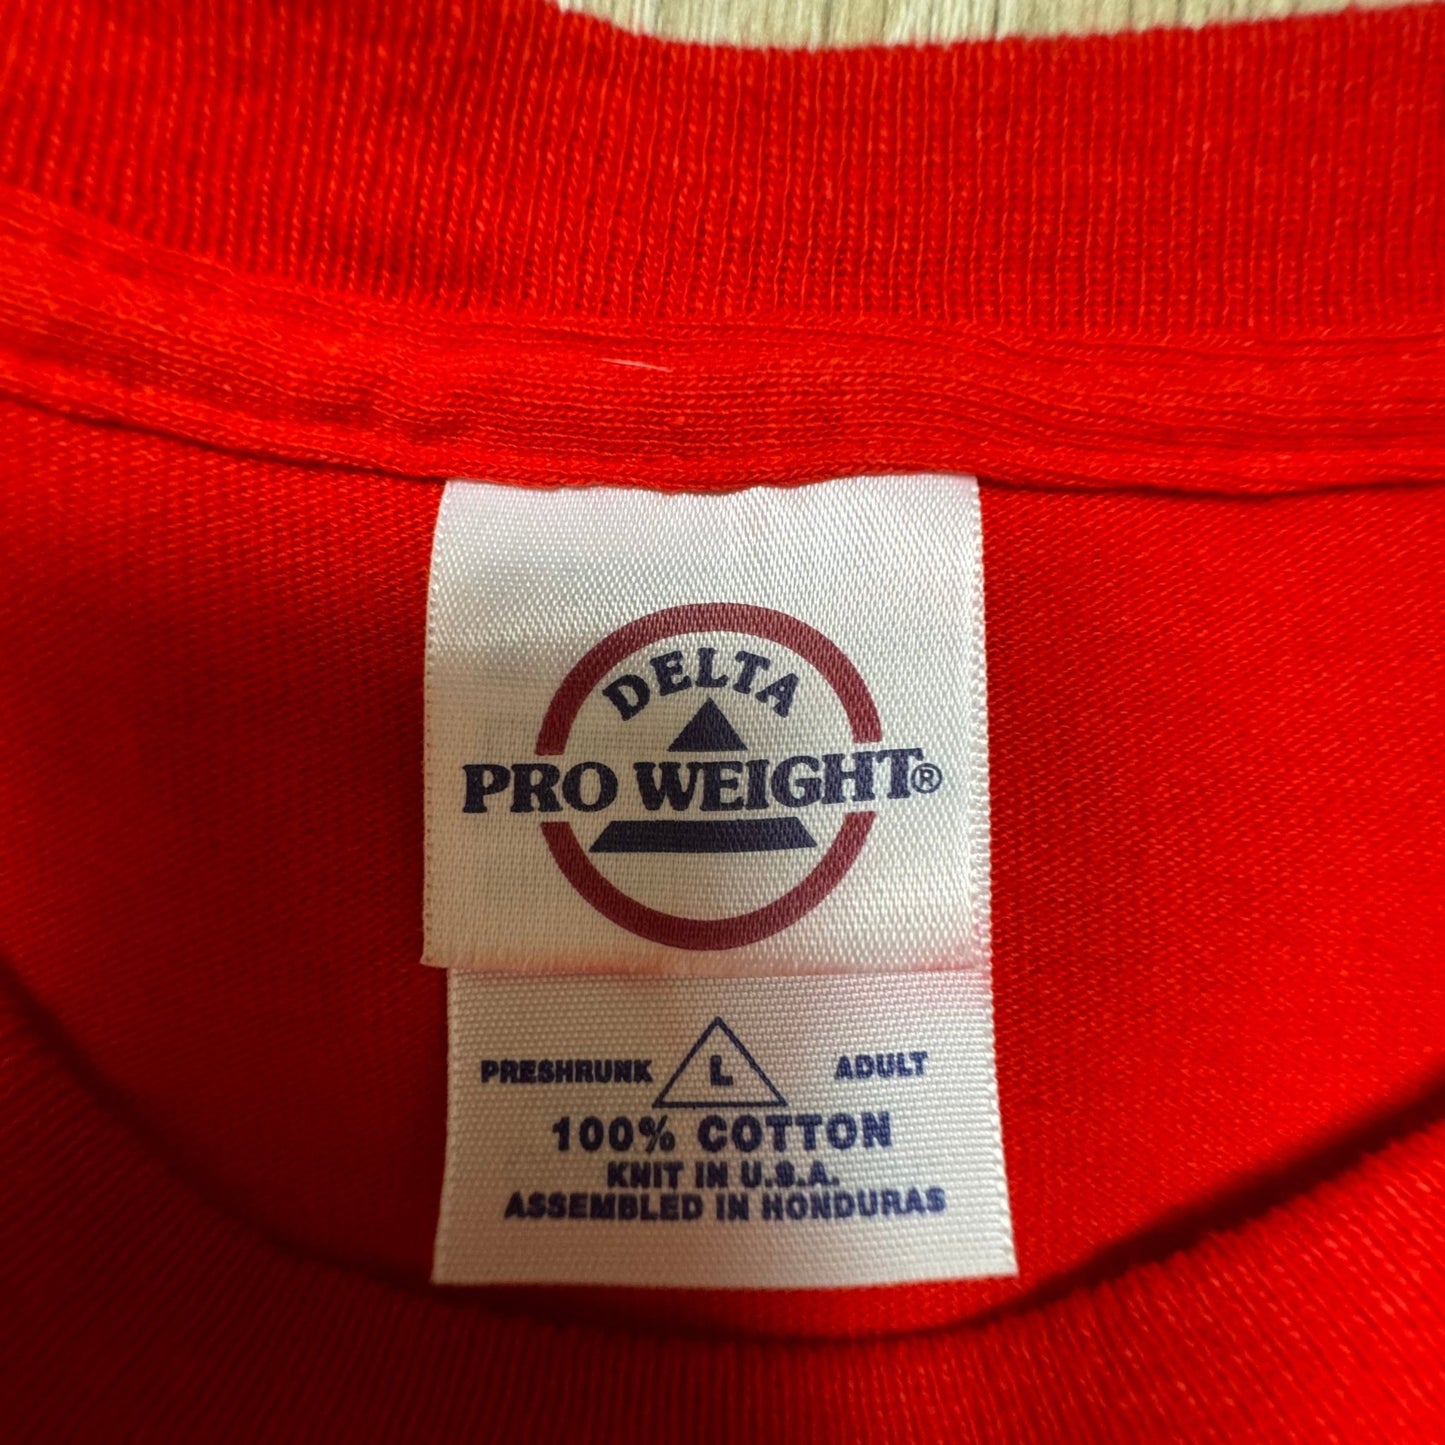 DELTA
PRO WEIGHT®
PRESHRUNK L ADULT
100% COTTON
KNIT IN U.S.A.
ASSEMBLED IN HONDURAS